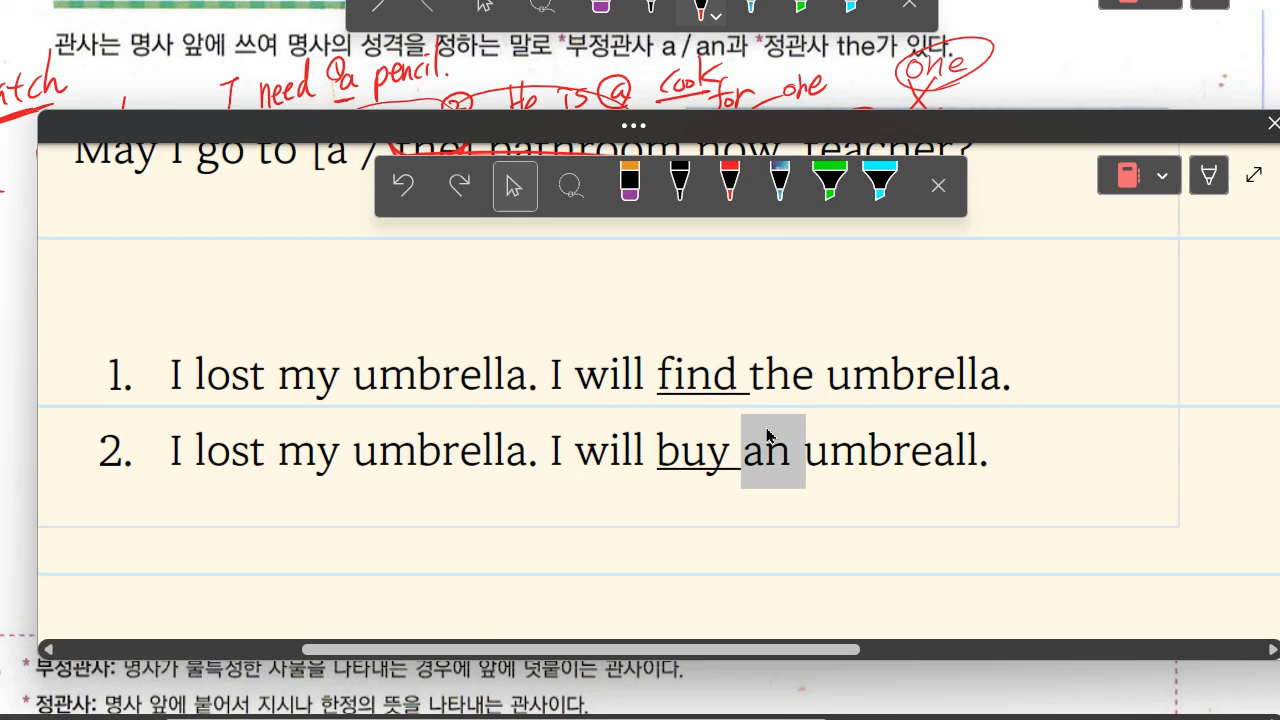 관사는 명사 앞에 쓰여 명사의 성격을 정하는 말로 *부정관사 a / an과 *정관사 the가 있다.
I need a pencil. He is a cook for one one
May I go to [a / the] bathroom now, teacher?
1. I lost my umbrella. I will find the umbrella.
2. I lost my umbrella. I will buy an umbreall.
* 부정관사: 명사가 불특정한 사물을 나타내는 경우에 앞에 덧붙이는 관사이다.
* 정관사: 명사 앞에 붙어서 지시나 한정의 뜻을 나타내는 관사이다.